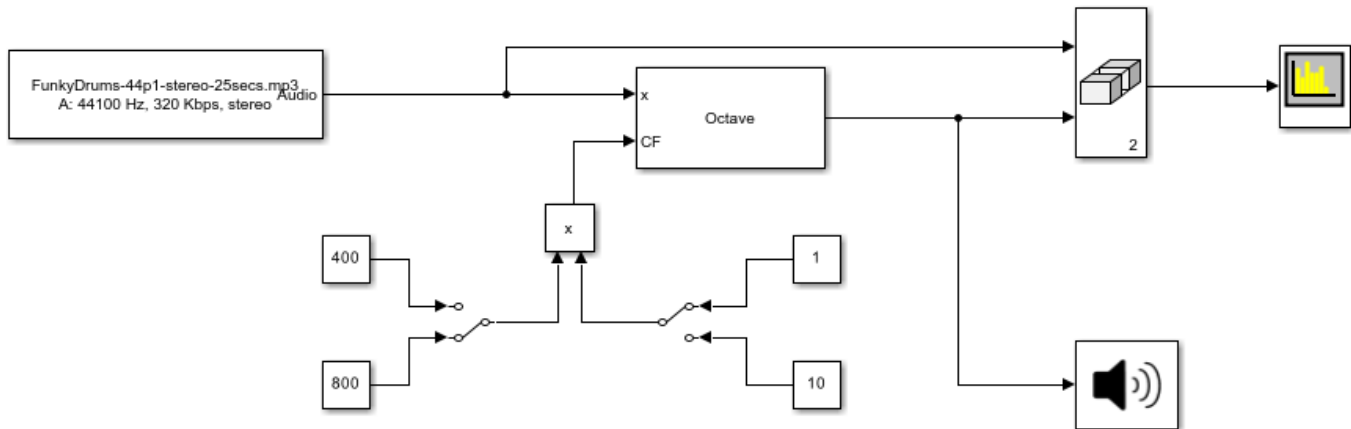 FunkyDrums-44p1-stereo-25secs.mp3
A: 44100 Hz, 320 Kbps, stereo
Audio
x
CF
Octave
2
x
400
800
1
10